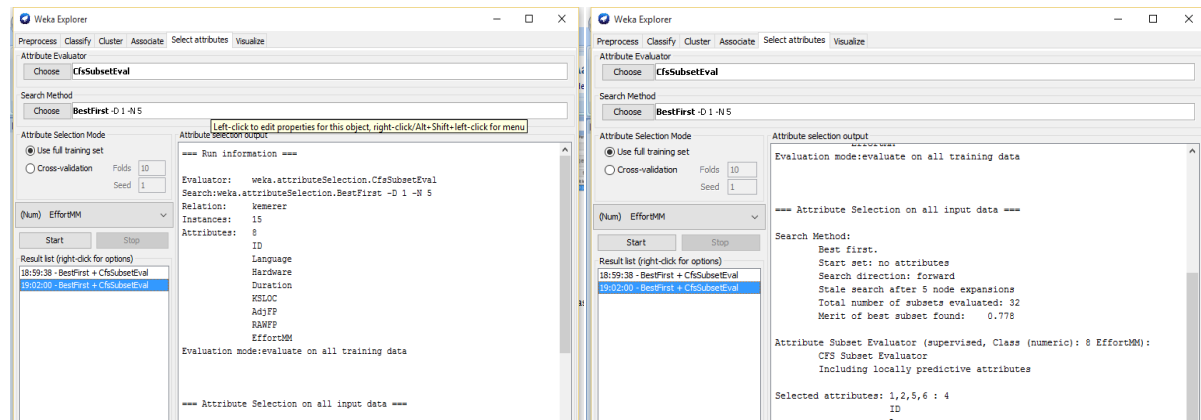 Weka Explorer
Preprocess Classify Cluster Associate Select attributes Visualize
Attribute Evaluator
Choose CfsSubsetEval
Search Method
Choose BestFirst -D 1 -N 5
Left-click to edit properties for this object, right-click/Alt+Shift+left-click for menu
Attribute Selection Mode
Use full training set
Cross-validation Folds 10
Seed 1
(Num) EffortMM
Start Stop
Result list (right-click for options)
18:59:38 - BestFirst + CfsSubsetEval
19:02:00 - BestFirst + CfsSubsetEval
Attribute selection output
=== Run information ===
Evaluator: weka.attributeSelection.CfsSubsetEval
Search:weka.attributeSelection.BestFirst -D 1 -N 5
Relation: kemerer
Instances: 15
Attributes: 8
ID
Language
Hardware
Duration
KSLOC
AdjFP
RAWFP
EffortMM
Evaluation mode:evaluate on all training data
=== Attribute Selection on all input data ===
Weka Explorer
Preprocess Classify Cluster Associate Select attributes Visualize
Attribute Evaluator
Choose CfsSubsetEval
Search Method
Choose BestFirst -D 1 -N 5
Attribute Selection Mode
Use full training set
Cross-validation Folds 10
Seed 1
(Num) EffortMM
Start Stop
Result list (right-click for options)
18:59:38 - BestFirst + CfsSubsetEval
19:02:00 - BestFirst + CfsSubsetEval
Attribute selection output
EffortMM
Evaluation mode:evaluate on all training data
=== Attribute Selection on all input data ===
Search Method:
Best first.
Start set: no attributes
Search direction: forward
Stale search after 5 node expansions
Total number of subsets evaluated: 32
Merit of best subset found: 0.778
Attribute Subset Evaluator (supervised, Class (numeric): 8 EffortMM):
CFS Subset Evaluator
Including locally predictive attributes
Selected attributes: 1,2,5,6 : 4
ID